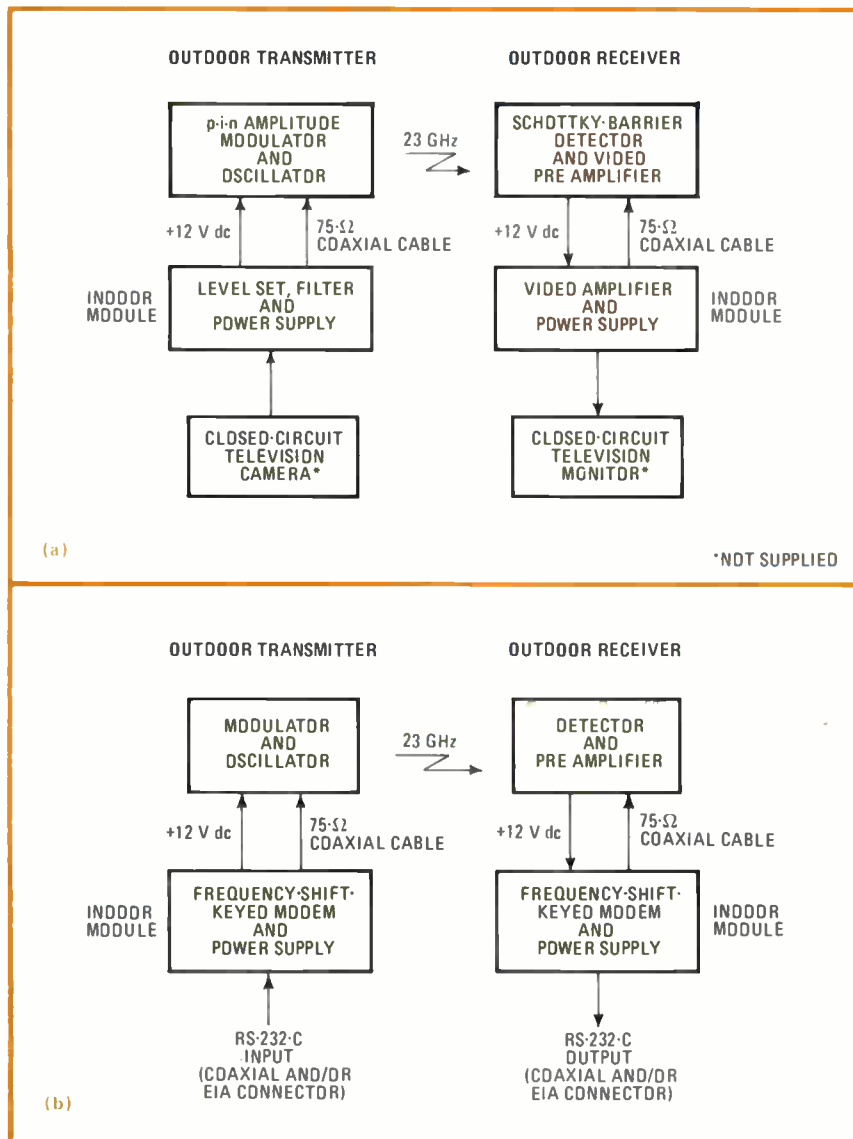 OUTDOOR TRANSMITTER
OUTDOOR RECEIVER
p-i-n AMPLITUDE
MODULATOR
AND
OSCILLATOR
23 GHz
SCHOTTKY-BARRIER
DETECTOR
AND VIDEO
PRE AMPLIFIER
+12 V dc
75-Ω
COAXIAL CABLE
+12 V dc
75-Ω
COAXIAL CABLE
INDOOR
MODULE
LEVEL SET, FILTER
AND
POWER SUPPLY
VIDEO AMPLIFIER
AND
POWER SUPPLY
INDOOR
MODULE
CLOSED-CIRCUIT
TELEVISION
CAMERA*
CLOSED-CIRCUIT
TELEVISION
MONITOR*
(a)
*NOT SUPPLIED
OUTDOOR TRANSMITTER
OUTDOOR RECEIVER
MODULATOR
AND
OSCILLATOR
23 GHz
DETECTOR
AND
PRE AMPLIFIER
+12 V dc
75-Ω
COAXIAL CABLE
+12 V dc
75-Ω
COAXIAL CABLE
INDOOR
MODULE
FREQUENCY-SHIFT-
KEYED MODEM
AND
POWER SUPPLY
FREQUENCY-SHIFT-
KEYED MODEM
AND
POWER SUPPLY
INDOOR
MODULE
RS-232-C
INPUT
(COAXIAL AND/OR
EIA CONNECTOR)
RS-232-C
OUTPUT
(COAXIAL AND/OR
EIA CONNECTOR)
(b)